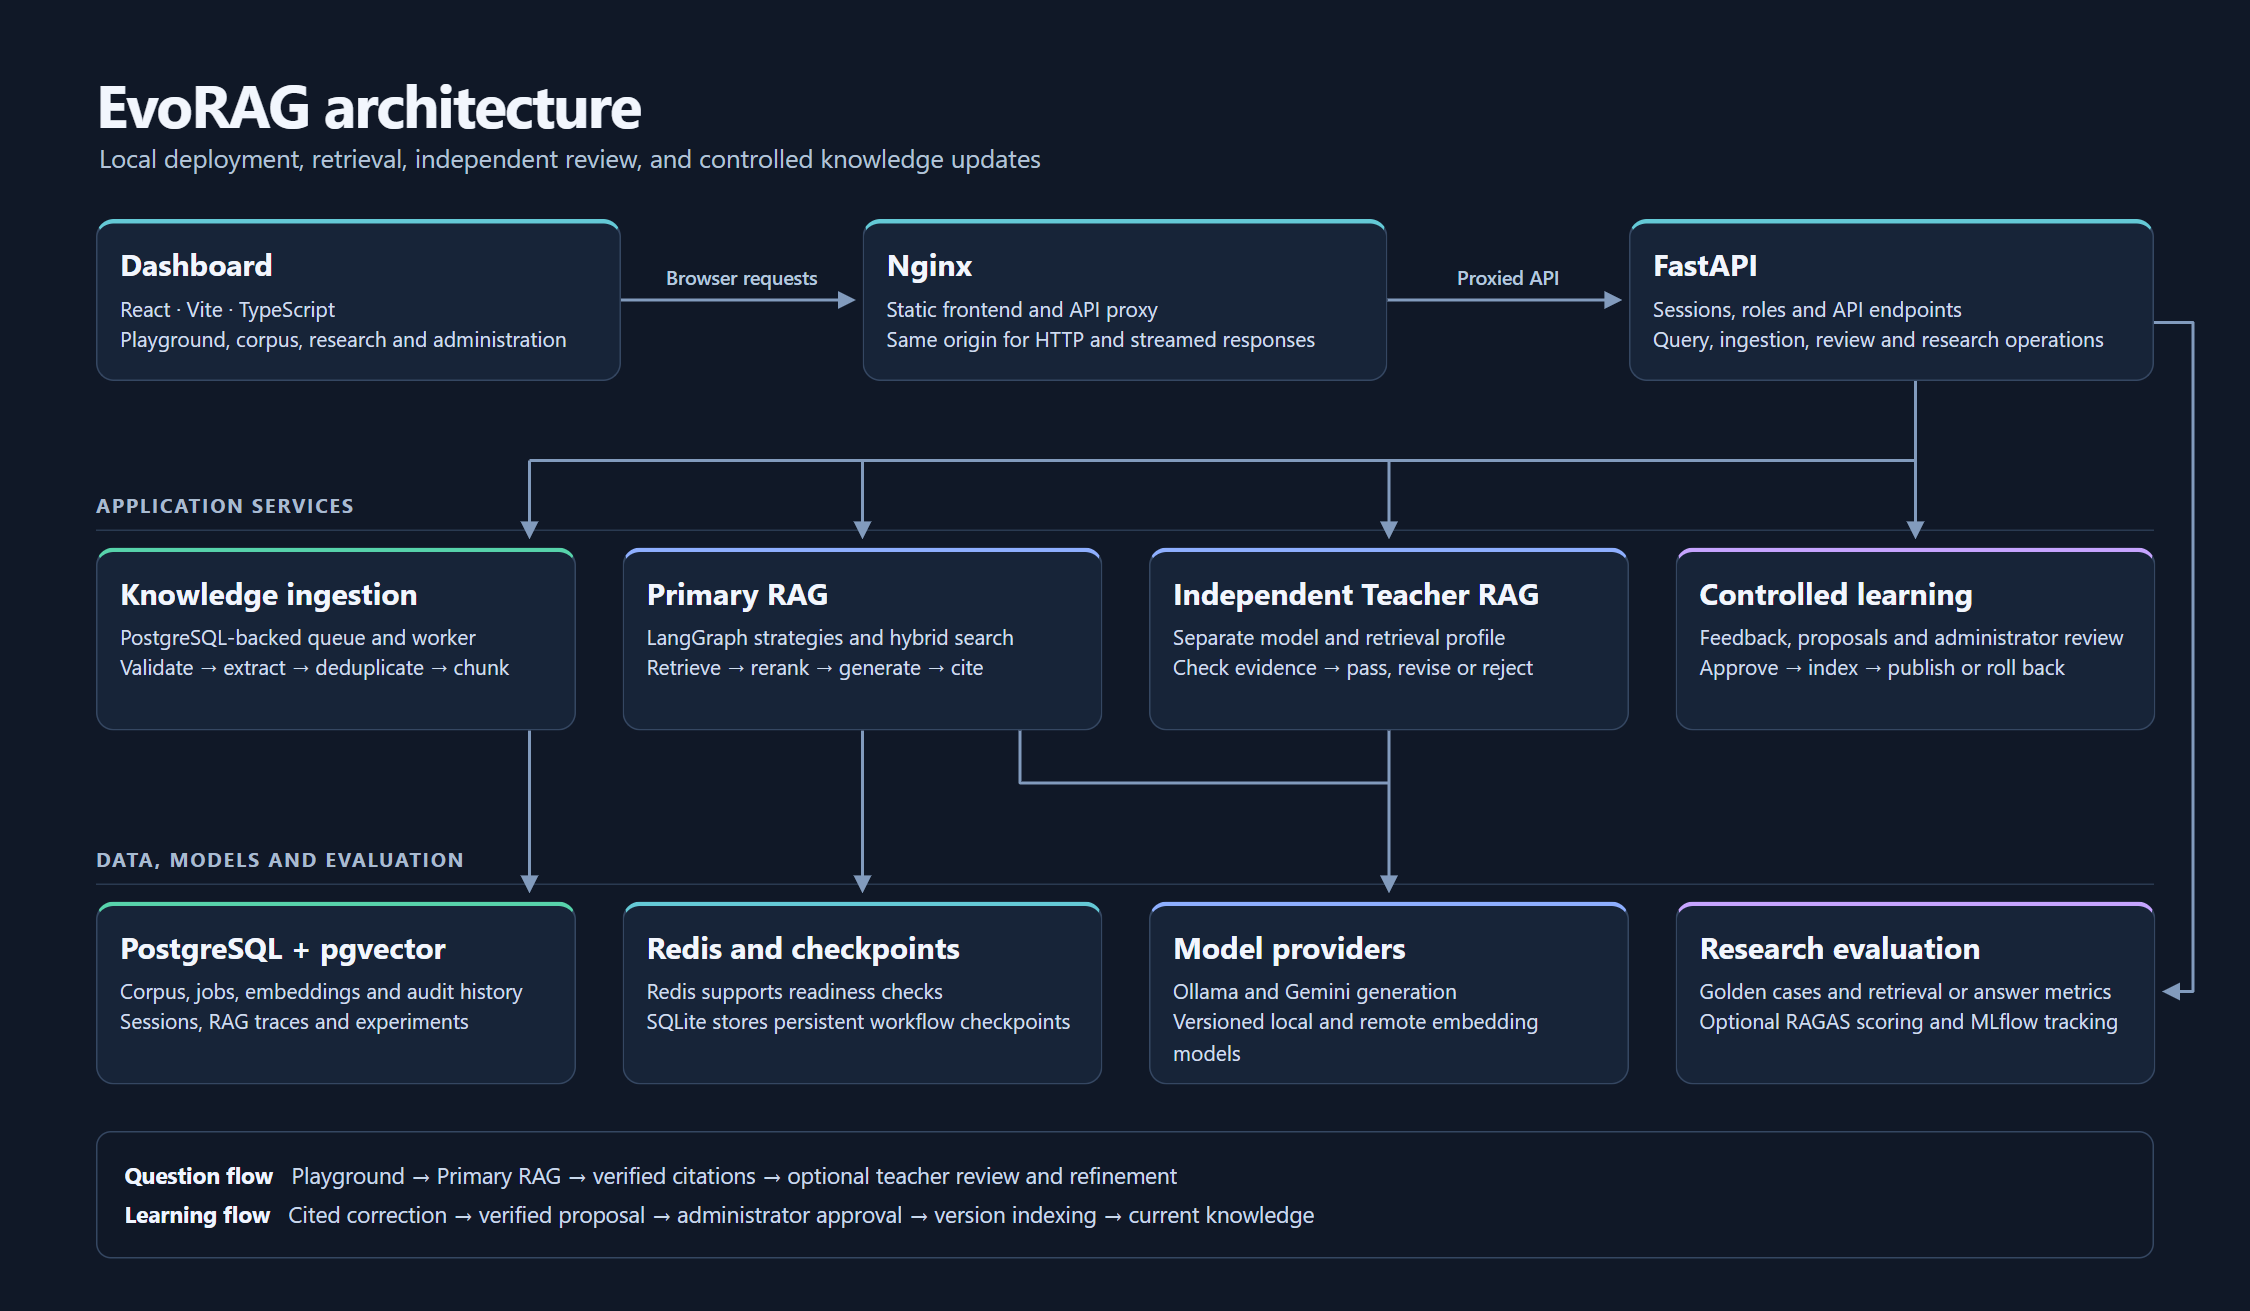 EvoRAG architecture
Local deployment, retrieval, independent review, and controlled knowledge updates
Dashboard
React · Vite · TypeScript
Playground, corpus, research and administration
Browser requests
Nginx
Static frontend and API proxy
Same origin for HTTP and streamed responses
Proxied API
FastAPI
Sessions, roles and API endpoints
Query, ingestion, review and research operations
APPLICATION SERVICES
Knowledge ingestion
PostgreSQL-backed queue and worker
Validate → extract → deduplicate → chunk
Primary RAG
LangGraph strategies and hybrid search
Retrieve → rerank → generate → cite
Independent Teacher RAG
Separate model and retrieval profile
Check evidence → pass, revise or reject
Controlled learning
Feedback, proposals and administrator review
Approve → index → publish or roll back
DATA, MODELS AND EVALUATION
PostgreSQL + pgvector
Corpus, jobs, embeddings and audit history
Sessions, RAG traces and experiments
Redis and checkpoints
Redis supports readiness checks
SQLite stores persistent workflow checkpoints
Model providers
Ollama and Gemini generation
Versioned local and remote embedding
models
Research evaluation
Golden cases and retrieval or answer metrics
Optional RAGAS scoring and MLflow tracking
Question flow Playground → Primary RAG → verified citations → optional teacher review and refinement
Learning flow Cited correction → verified proposal → administrator approval → version indexing → current knowledge